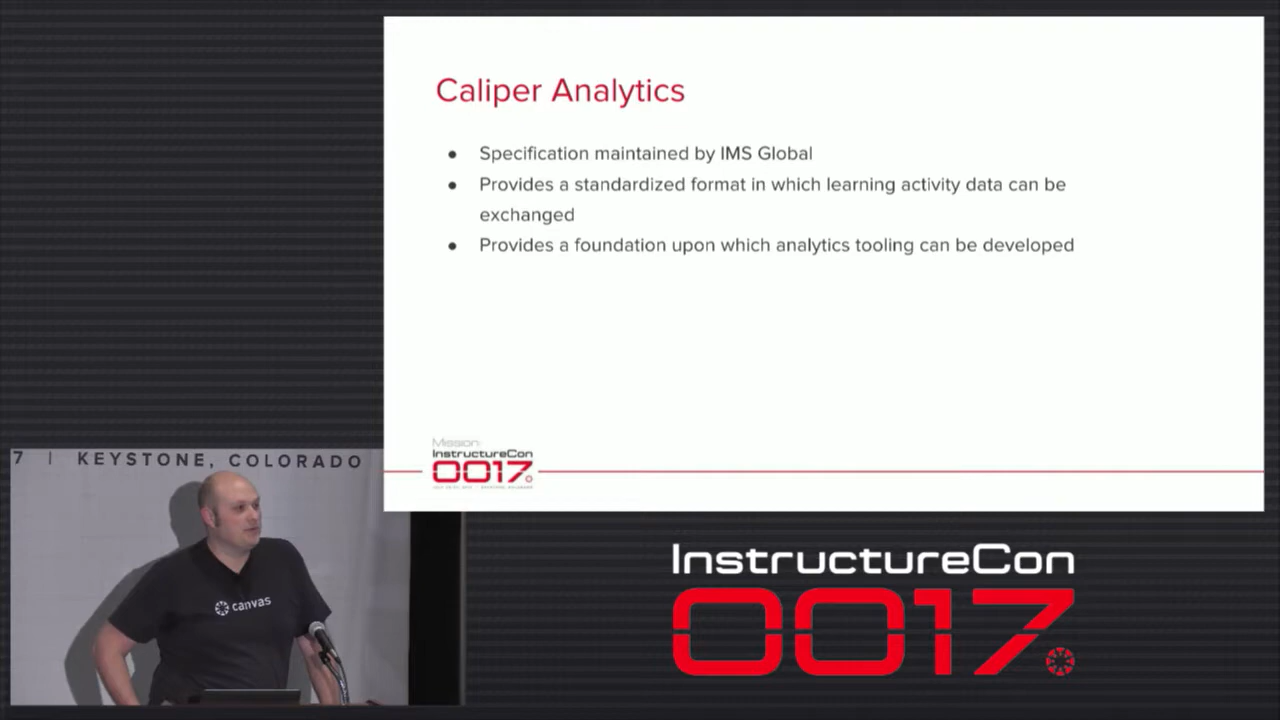 Caliper Analytics
● Specification maintained by IMS Global
● Provides a standardized format in which learning activity data can be
exchanged
● Provides a foundation upon which analytics tooling can be developed
Mission:
InstructureCon
0017
7 | KEYSTONE, COLORADO
canvas
InstructureCon
0017